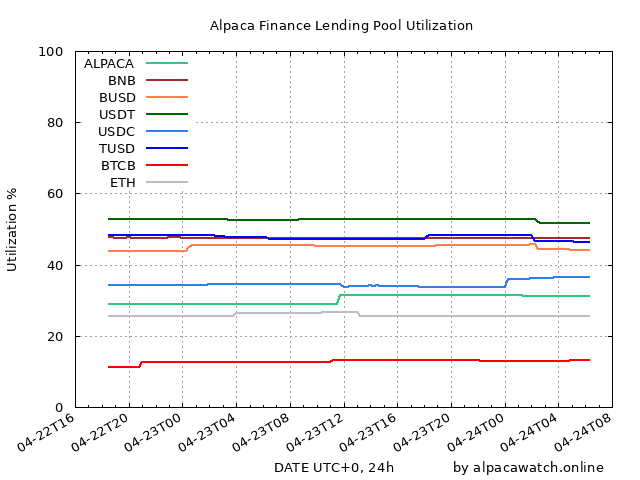 Alpaca Finance Lending Pool Utilization
100
80
60
40
20
0
Utilization %
ALPACA
BNB
BUSD
USDT
USDC
TUSD
BTCB
ETH
04-22T16
04-22T20
04-23T00
04-23T04
04-23T08
04-23T12
04-23T16
04-23T20
04-24T00
04-24T04
04-24T08
DATE UTC+0, 24h
by alpacawatch.online